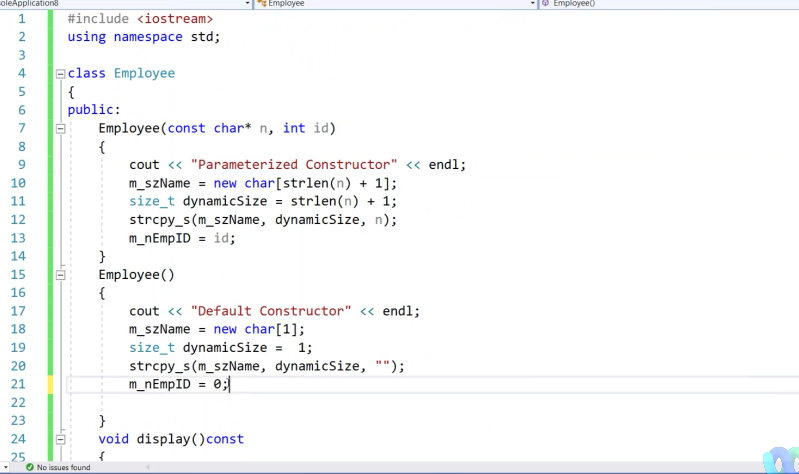 soleApplication8 Employee Employee()
1 #include <iostream>
2 using namespace std;
3
4 class Employee
5 {
6 public:
7 Employee(const char* n, int id)
8 {
9 cout << "Parameterized Constructor" << endl;
10 m_szName = new char[strlen(n) + 1];
11 size_t dynamicSize = strlen(n) + 1;
12 strcpy_s(m_szName, dynamicSize, n);
13 m_nEmpID = id;
14 }
15 Employee()
16 {
17 cout << "Default Constructor" << endl;
18 m_szName = new char[1];
19 size_t dynamicSize =  1;
20 strcpy_s(m_szName, dynamicSize, "");
21 m_nEmpID = 0;
22
23 }
24 void display()const
25 {
No issues found